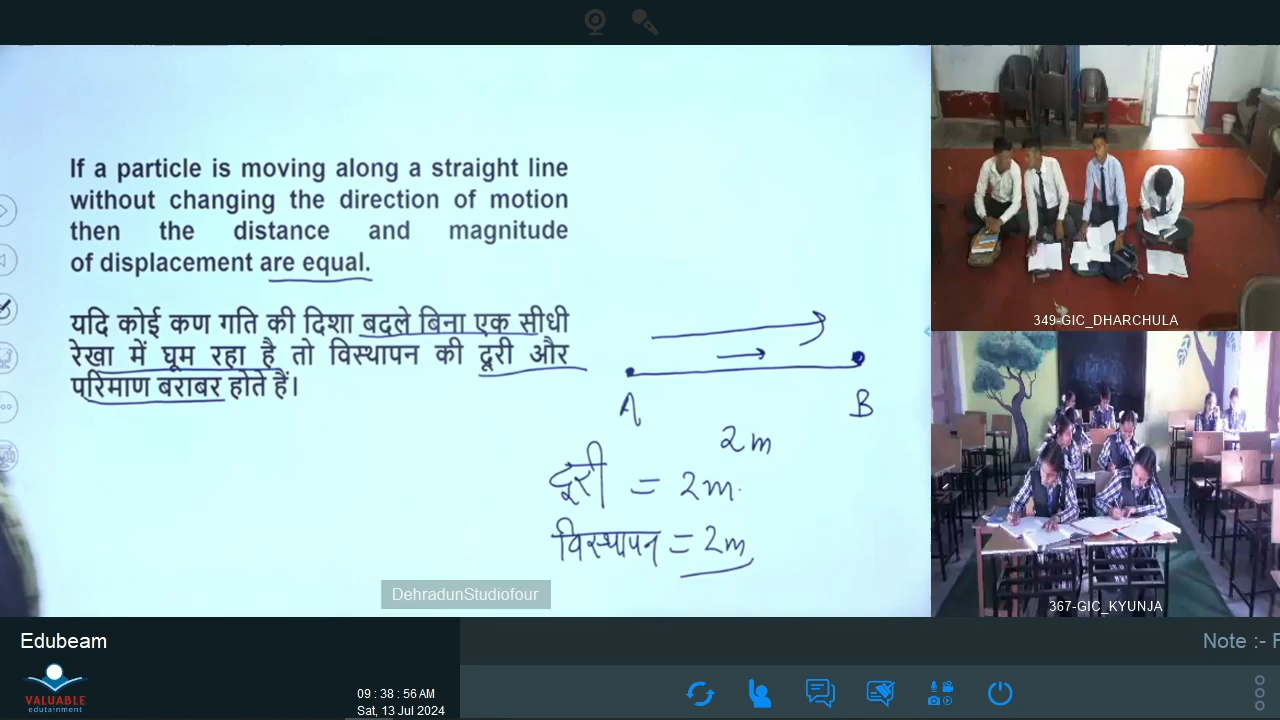 If a particle is moving along a straight line
without changing the direction of motion
then the distance and magnitude
of displacement are equal.
यदि कोई कण गति की दिशा बदले बिना एक सीधी
रेखा में घूम रहा है तो विस्थापन की दूरी और
परिमाण बराबर होते हैं।
A
B
2m
दूरी = 2m.
विस्थापन = 2m
DehradunStudiofour
349-GIC_DHARCHULA
367-GIC_KYUNJA
Edubeam
VALUABLE
edutainment
09 : 38 : 56 AM
Sat, 13 Jul 2024
Note :- F